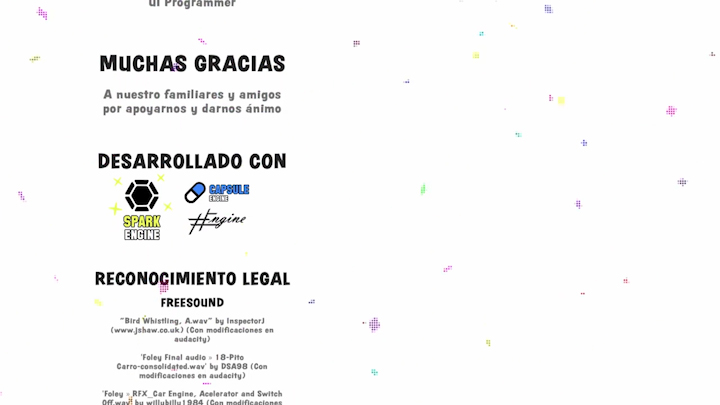 UI Programmer
MUCHAS GRACIAS
A nuestro familiares y amigos
por apoyarnos y darnos ánimo
DESARROLLADO CON
SPARK
ENGINE
CAPSULE
ENGINE
#Engine
RECONOCIMIENTO LEGAL
FREESOUND
"Bird Whistling, A.wav" by InspectorJ
(www.jshaw.co.uk) (Con modificaciones en
audacity)
'Foley Final audio » 18-Pito
Carro-consolidated.wav' by DSA98 (Con
modificaciones en audacity)
'Foley » RFX_Car Engine, Acelerator and Switch
Off.wav' by willybilly1984 (Con modificaciones